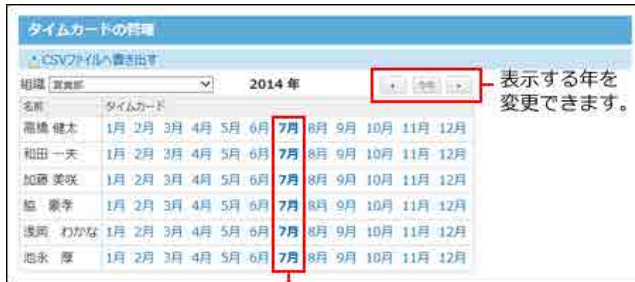 タイムカードの管理
CSVファイルへ書き出す
組織 営業部 2014 年 今年
表示する年を
変更できます。
名前 タイムカード
高橋 健太 1月 2月 3月 4月 5月 6月 7月 8月 9月 10月 11月 12月
和田 一夫 1月 2月 3月 4月 5月 6月 7月 8月 9月 10月 11月 12月
加藤 美咲 1月 2月 3月 4月 5月 6月 7月 8月 9月 10月 11月 12月
脇 豪孝 1月 2月 3月 4月 5月 6月 7月 8月 9月 10月 11月 12月
浅岡 わかな 1月 2月 3月 4月 5月 6月 7月 8月 9月 10月 11月 12月
池永 厚 1月 2月 3月 4月 5月 6月 7月 8月 9月 10月 11月 12月